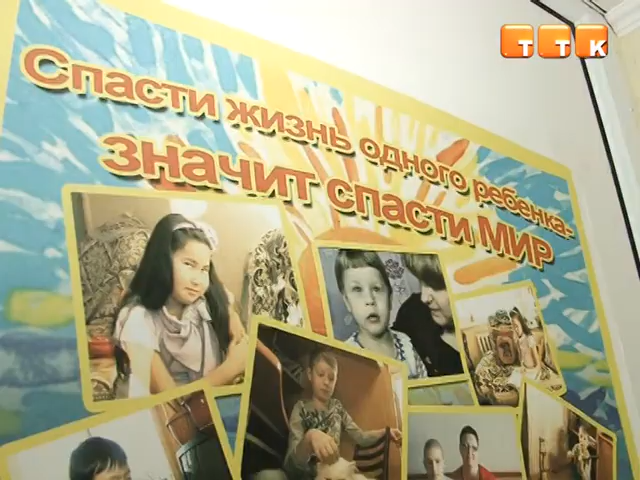 ТТК
Спасти жизнь одного ребенка-
значит спасти МИР